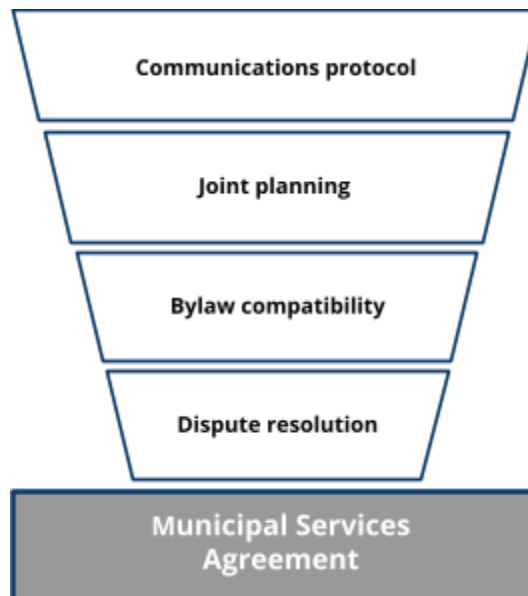 Communications protocol
Joint planning
Bylaw compatibility
Dispute resolution
Municipal Services
Agreement